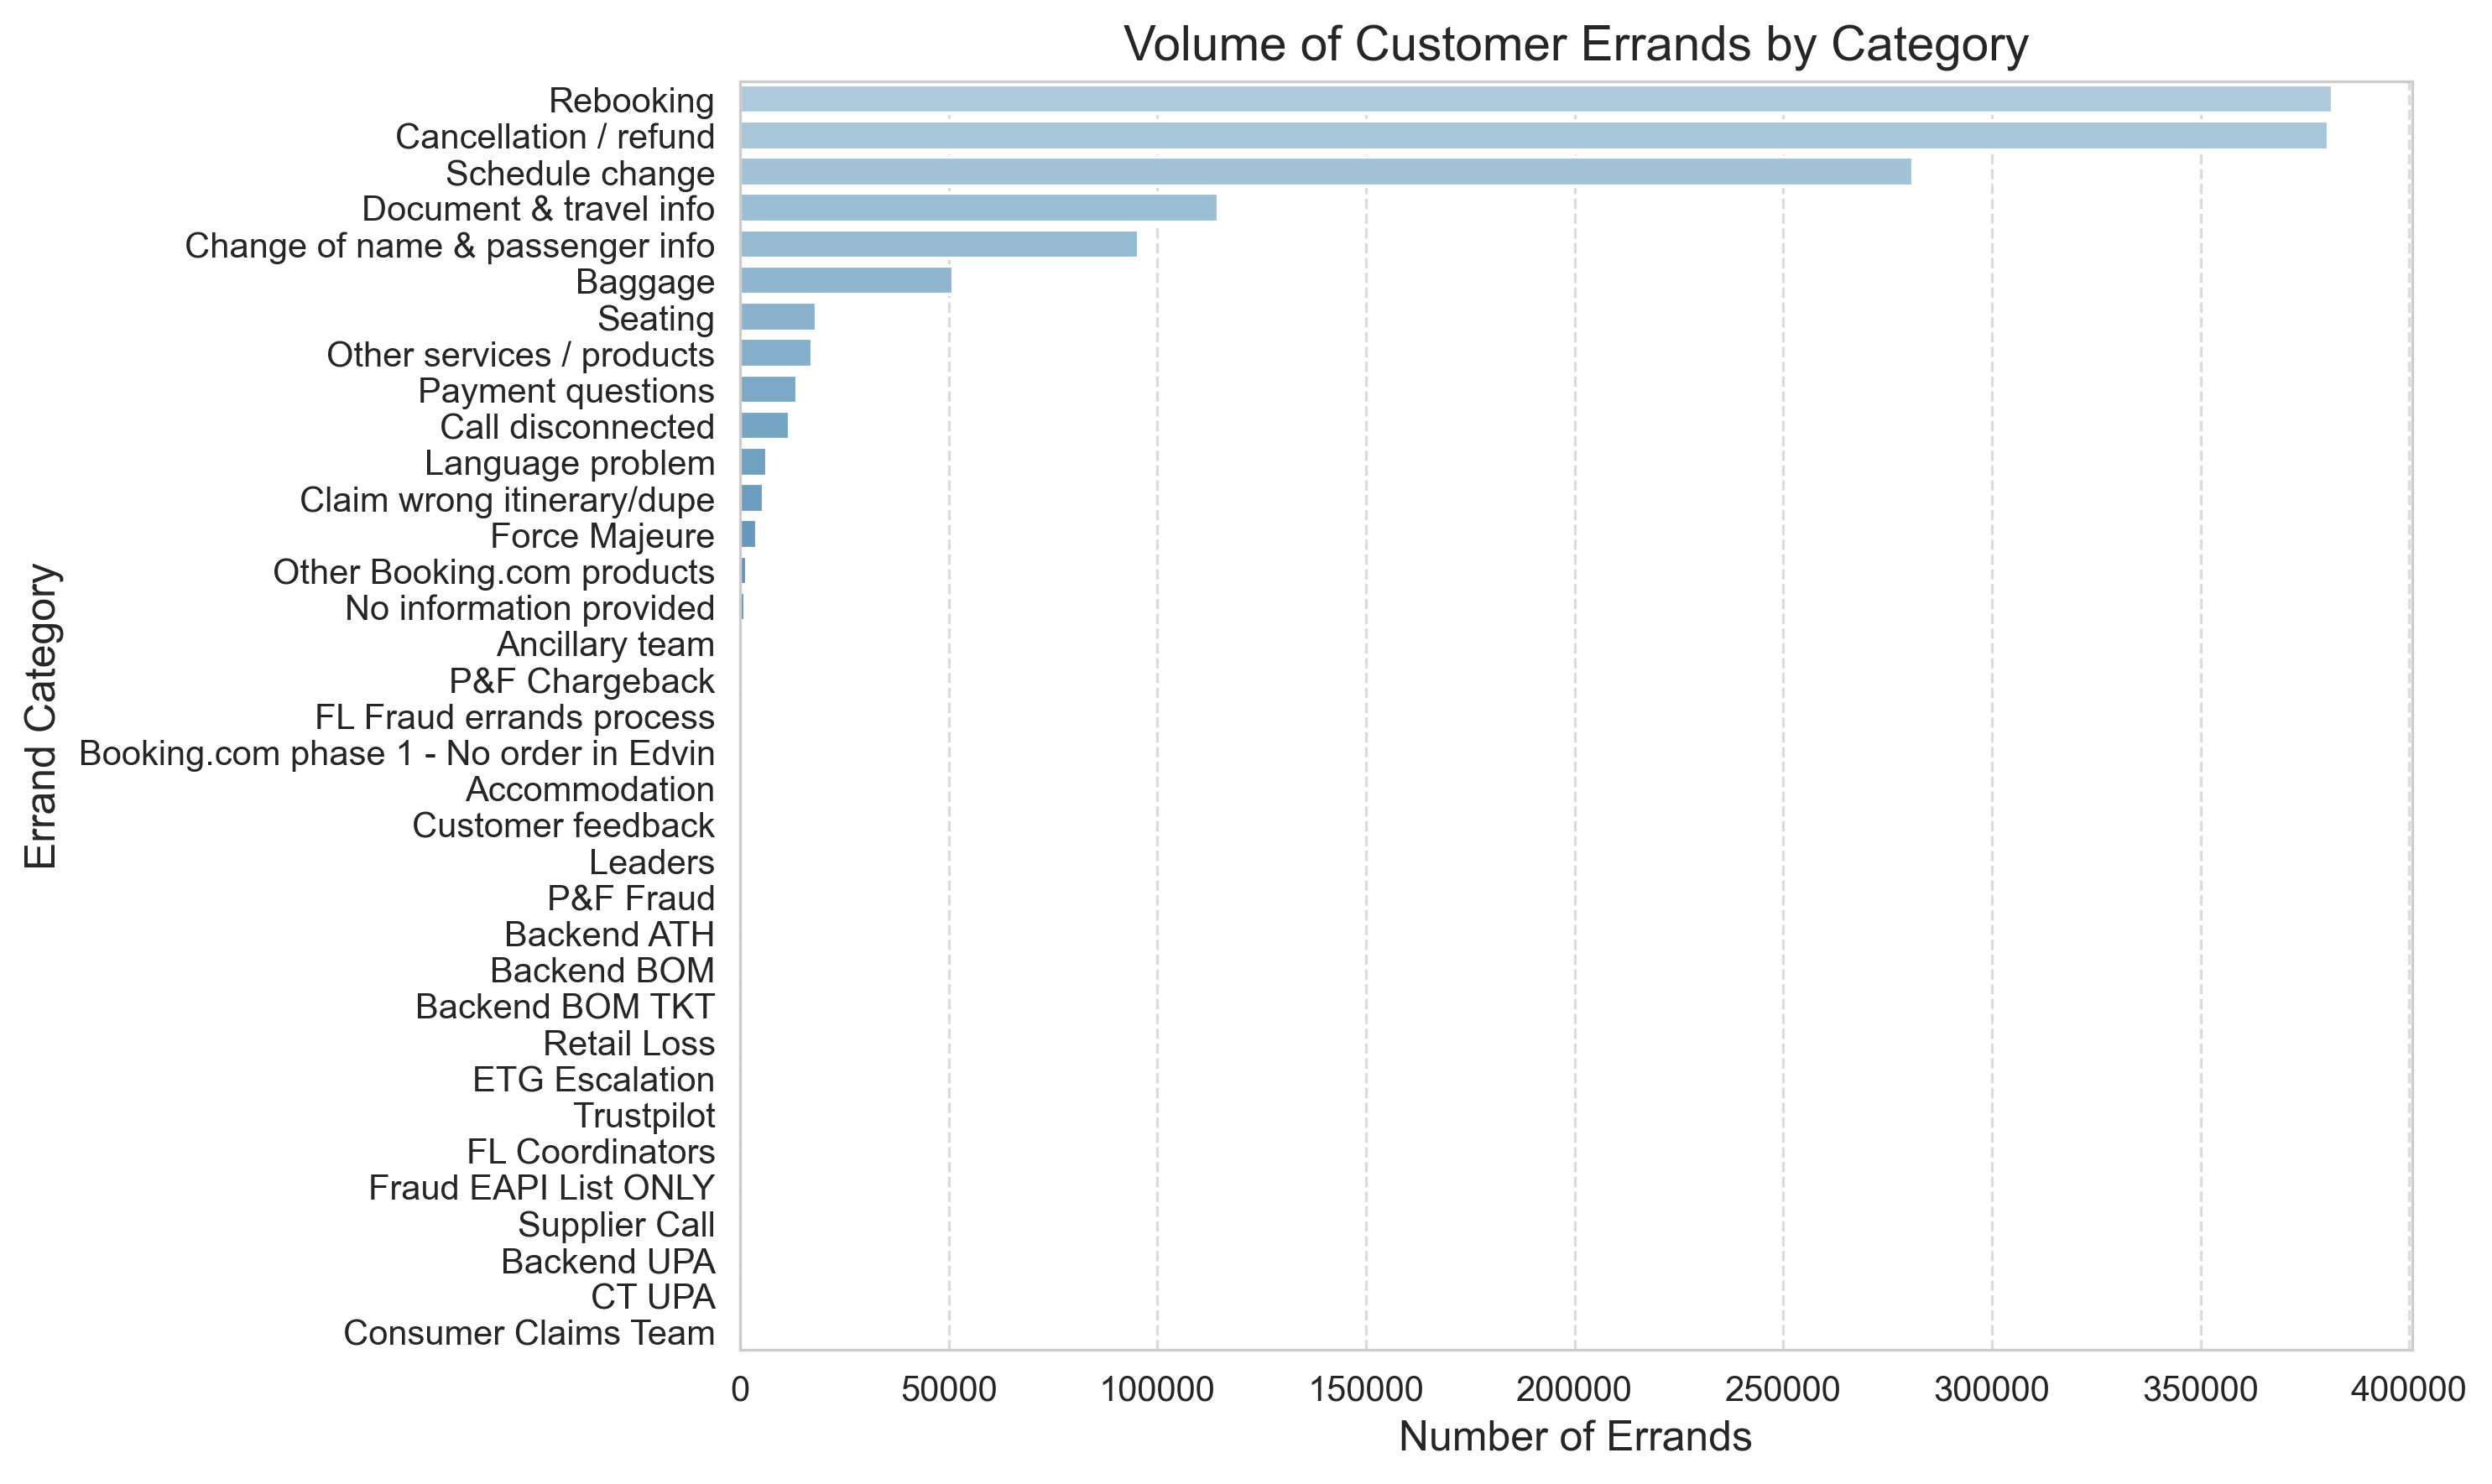 Volume of Customer Errands by Category
Errand Category
Rebooking
Cancellation / refund
Schedule change
Document & travel info
Change of name & passenger info
Baggage
Seating
Other services / products
Payment questions
Call disconnected
Language problem
Claim wrong itinerary/dupe
Force Majeure
Other Booking.com products
No information provided
Ancillary team
P&F Chargeback
FL Fraud errands process
Booking.com phase 1 - No order in Edvin
Accommodation
Customer feedback
Leaders
P&F Fraud
Backend ATH
Backend BOM
Backend BOM TKT
Retail Loss
ETG Escalation
Trustpilot
FL Coordinators
Fraud EAPI List ONLY
Supplier Call
Backend UPA
CT UPA
Consumer Claims Team
0 50000 100000 150000 200000 250000 300000 350000 400000
Number of Errands